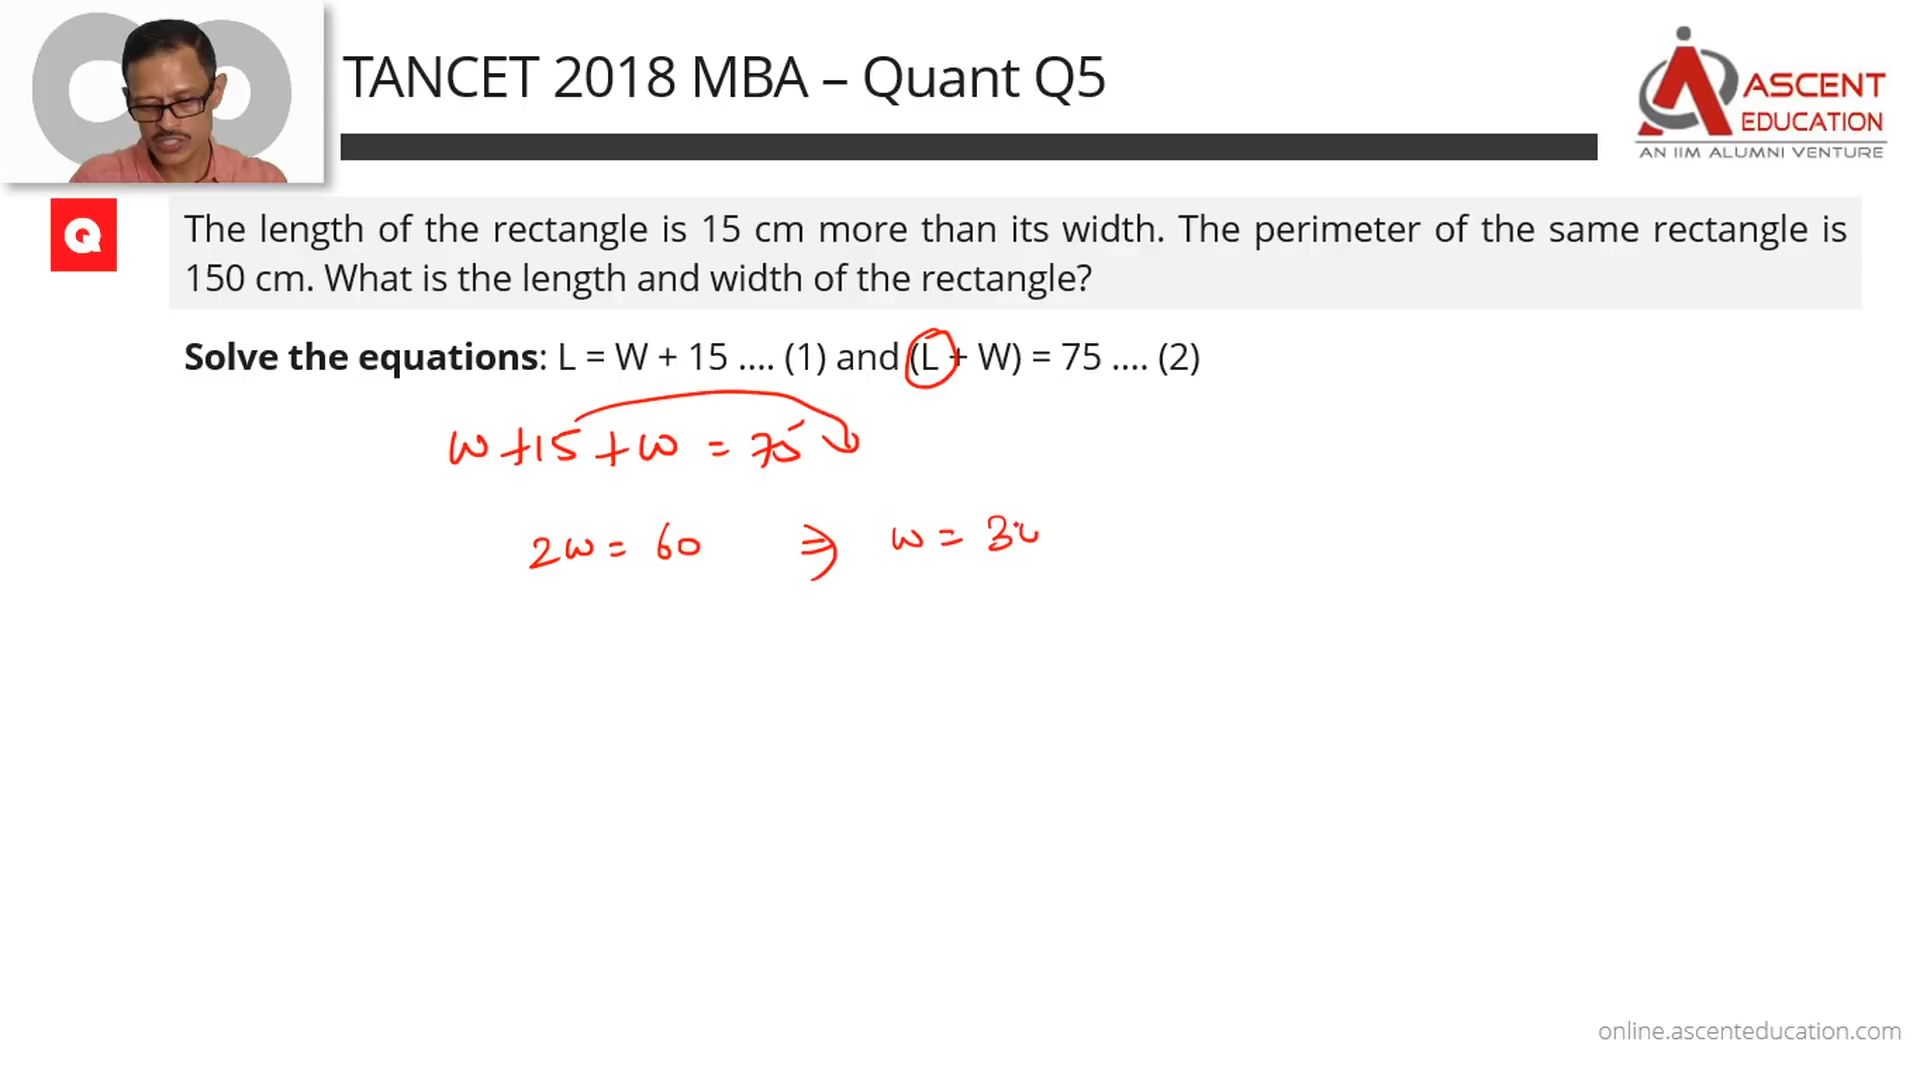 TANCET 2018 MBA – Quant Q5
ASCENT
EDUCATION
AN IIM ALUMNI VENTURE
Q
The length of the rectangle is 15 cm more than its width. The perimeter of the same rectangle is
150 cm. What is the length and width of the rectangle?
Solve the equations: L = W + 15 .... (1) and (L + W) = 75 .... (2)
w + 15 + w = 75
2w = 60 ⇒ w = 30
online.ascenteducation.com